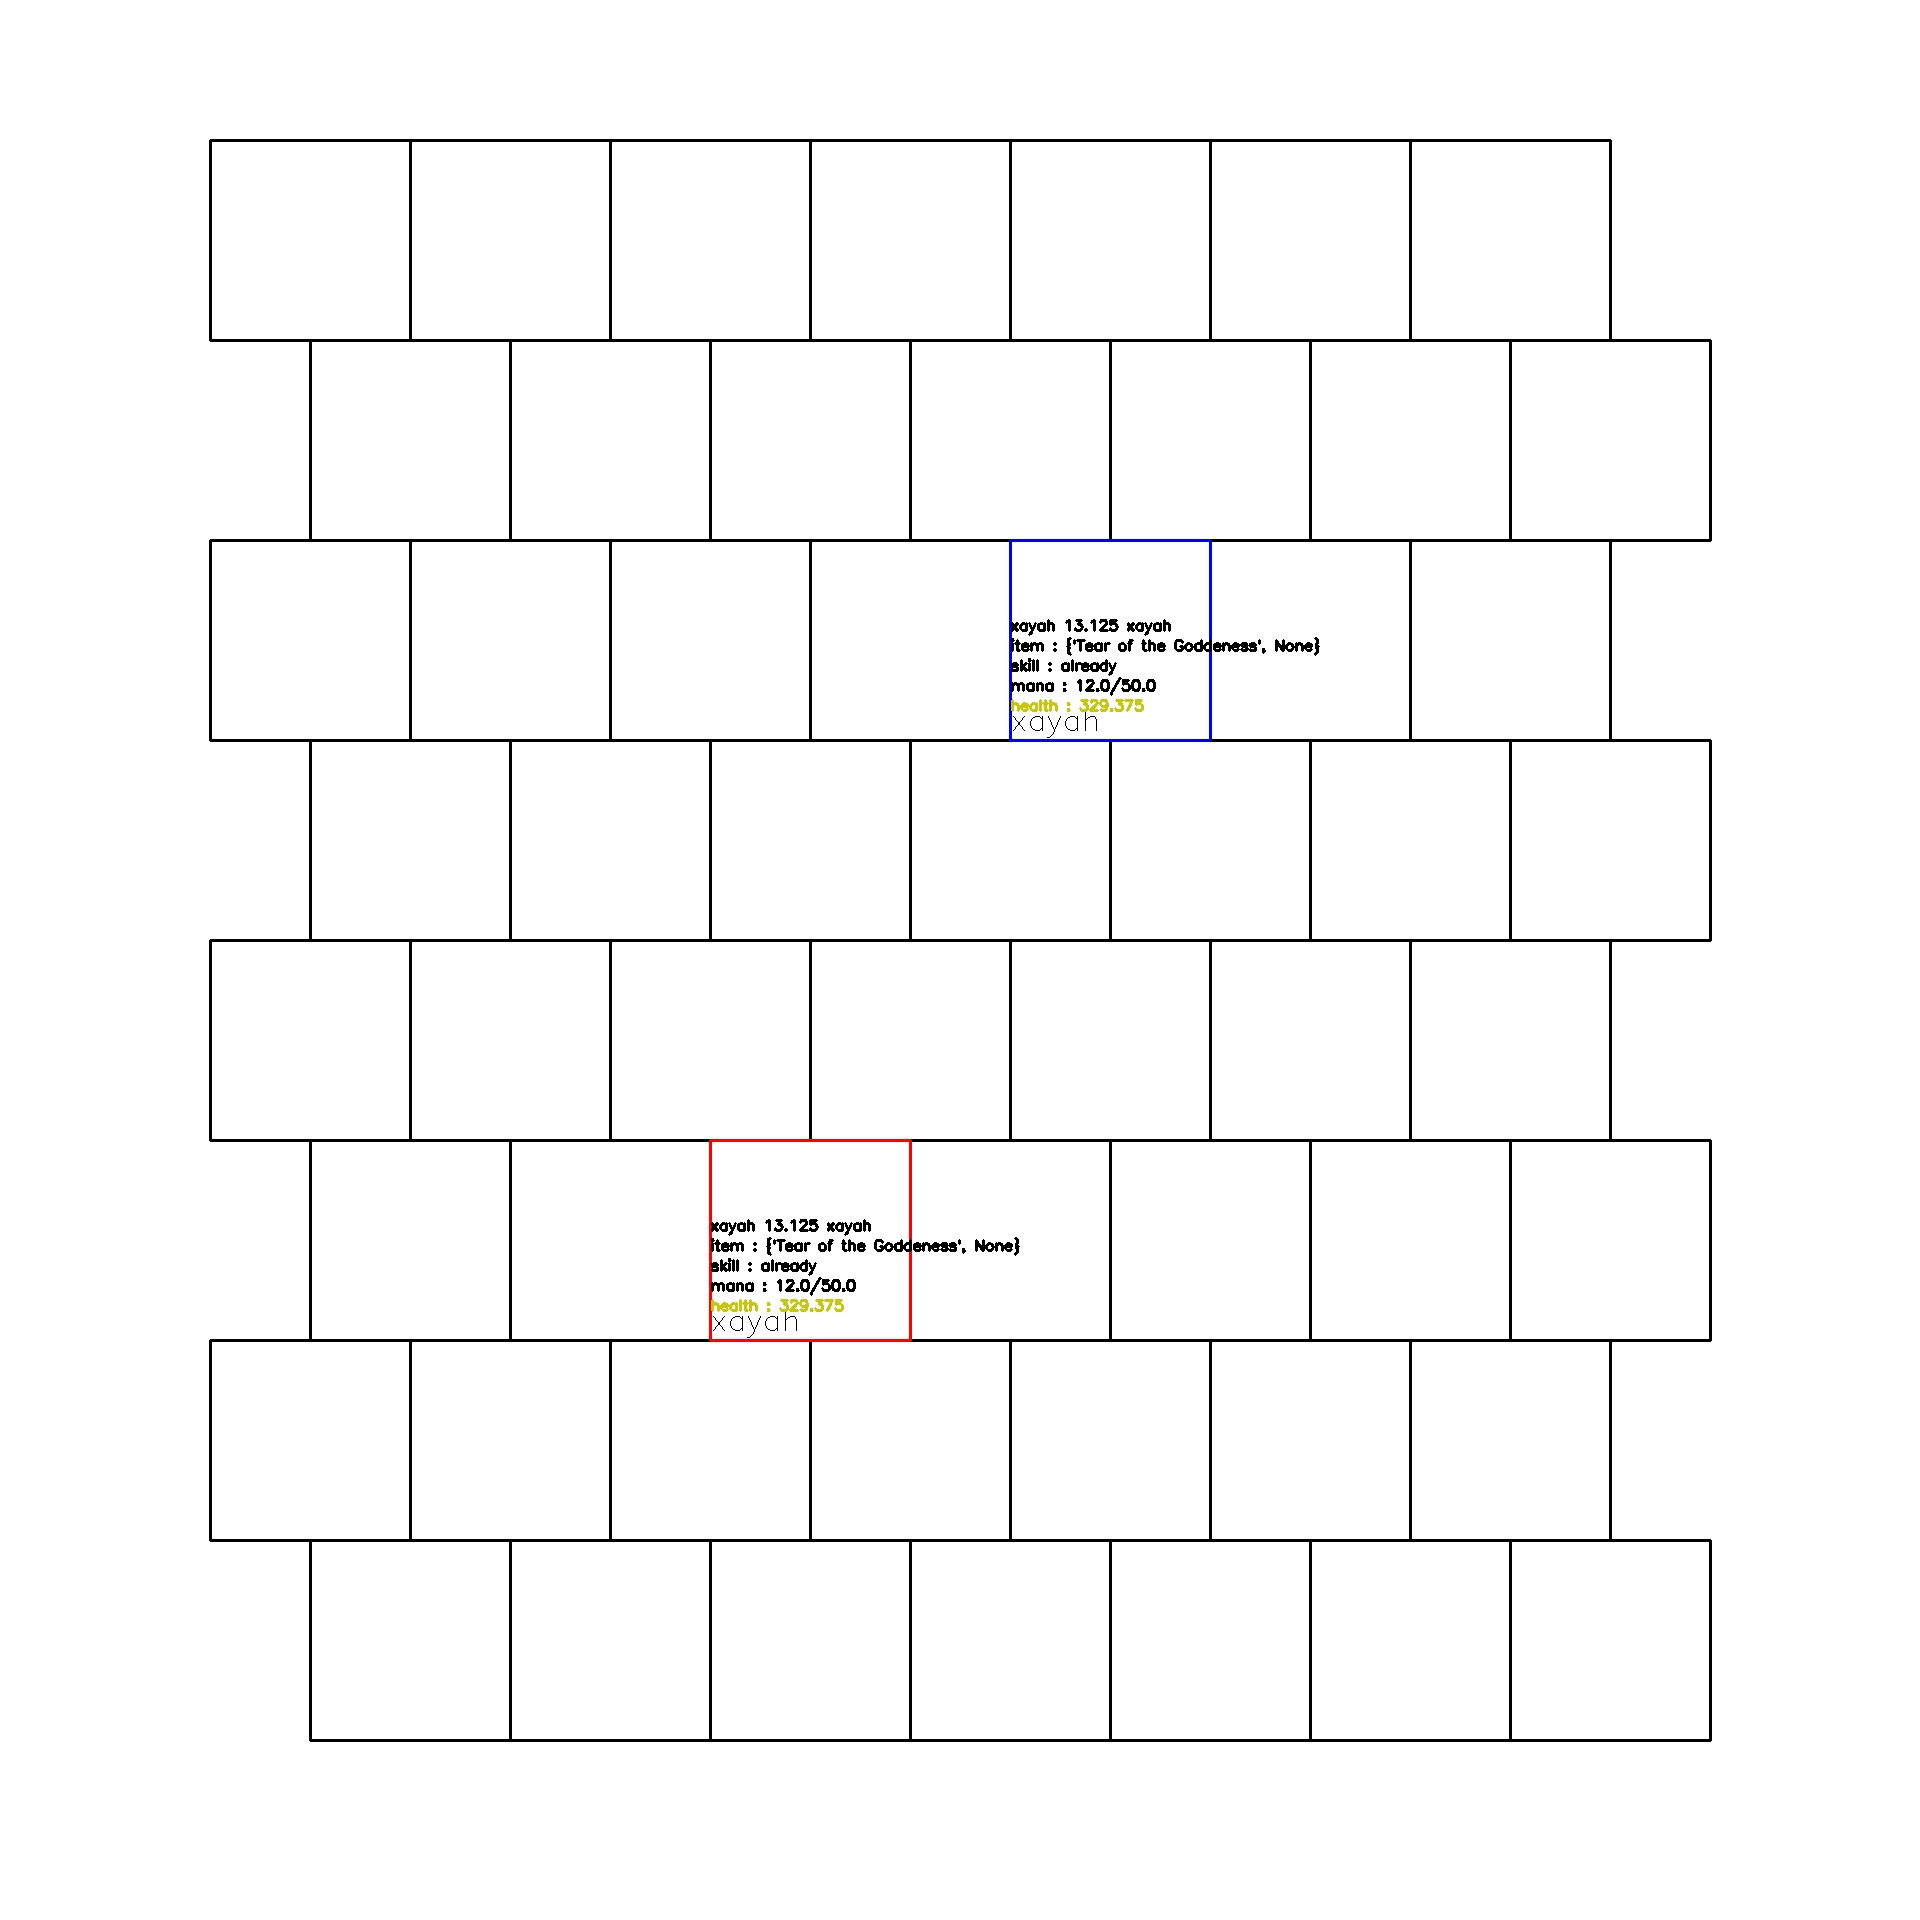 xayah 13.125 xayah
item : {'Tear of the Goddeness', None}
skill : already
mana : 12.0/50.0
health : 329.375
xayah
xayah 13.125 xayah
item : {'Tear of the Goddeness', None}
skill : already
mana : 12.0/50.0
health : 329.375
xayah